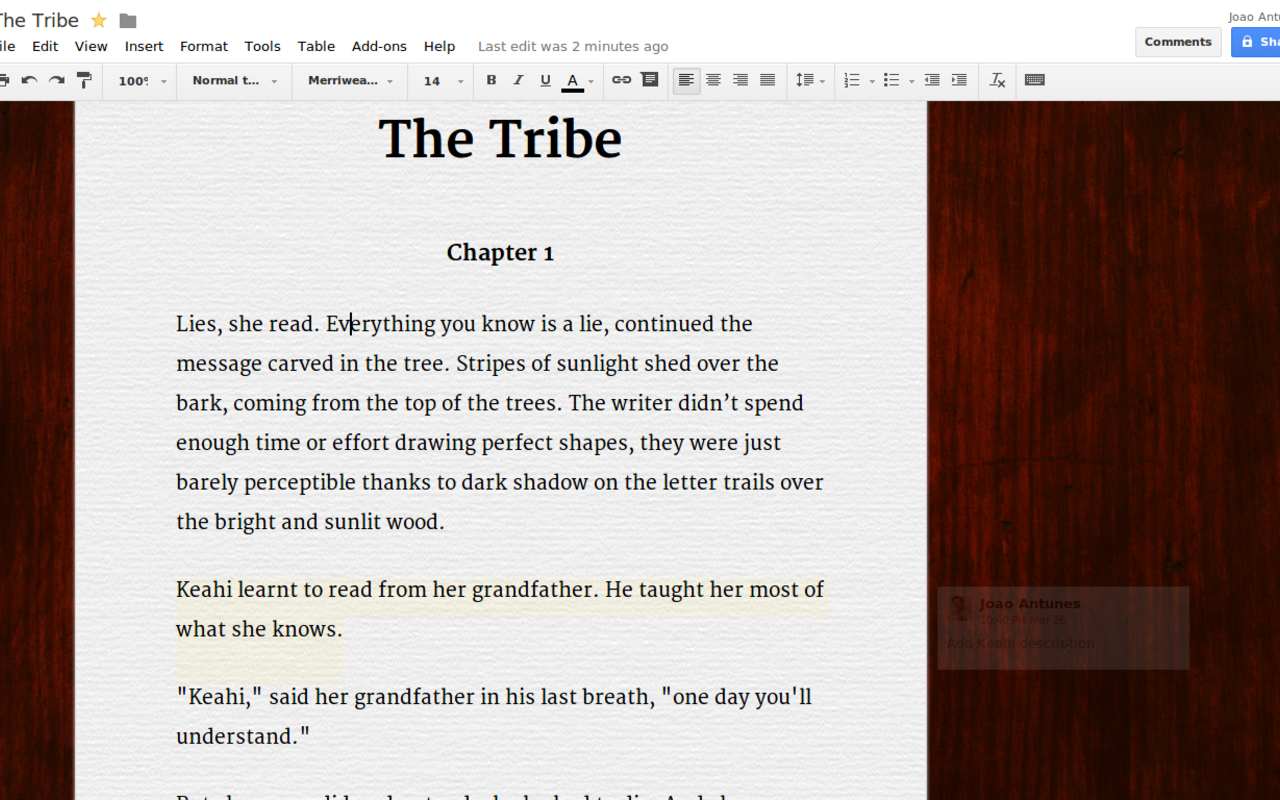 The Tribe
Joao Antu
ile Edit View Insert Format Tools Table Add-ons Help Last edit was 2 minutes ago
Comments
Sha
100% Normal t... Merriwea... 14 B I U A
The Tribe
Chapter 1
Lies, she read. Everything you know is a lie, continued the
message carved in the tree. Stripes of sunlight shed over the
bark, coming from the top of the trees. The writer didn’t spend
enough time or effort drawing perfect shapes, they were just
barely perceptible thanks to dark shadow on the letter trails over
the bright and sunlit wood.
Keahi learnt to read from her grandfather. He taught her most of
what she knows.
"Keahi," said her grandfather in his last breath, "one day you'll
understand."
Joao Antunes
Add Keahi description